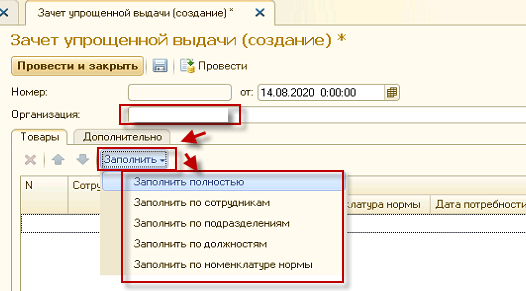 Зачет упрощенной выдачи (создание) *
Зачет упрощенной выдачи (создание) *
Провести и закрыть Провести
Номер: от: 14.08.2020 0:00:00
Организация:
Товары Дополнительно
Заполнить
N Сотру клатура нормы Дата потребности
Заполнить полностью
Заполнить по сотрудникам
Заполнить по подразделениям
Заполнить по должностям
Заполнить по номенклатуре нормы